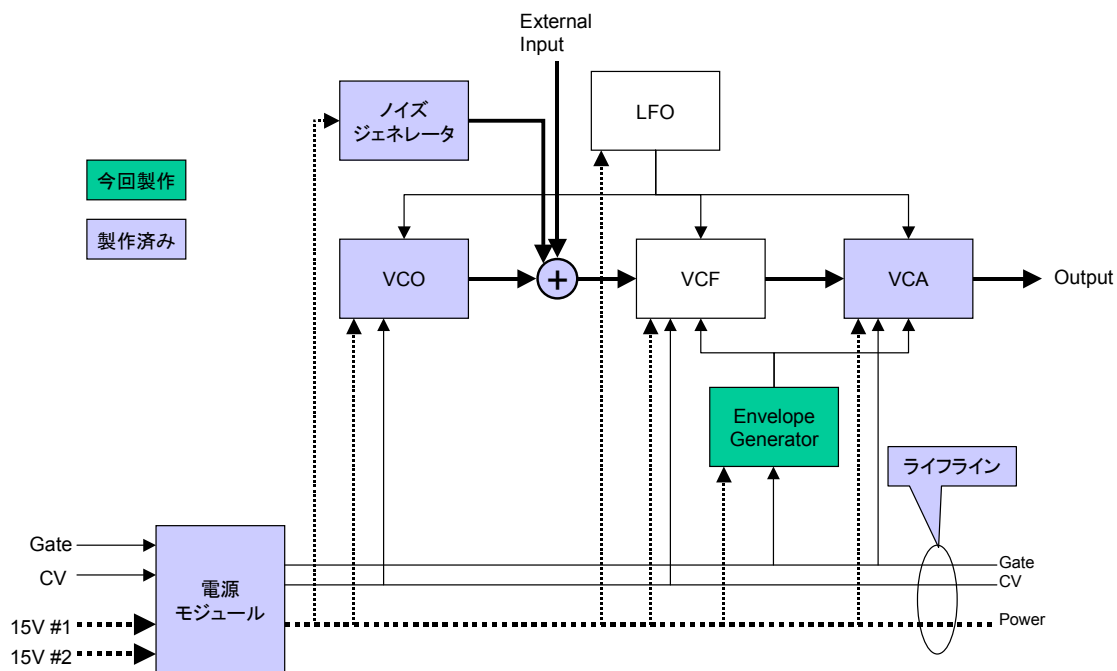 External
Input
ノイズ
ジェネレータ
LFO
今回製作
製作済み
VCO
+
VCF
VCA
Output
Envelope
Generator
ライフライン
Gate
CV
15V #1
15V #2
電源
モジュール
Gate
CV
Power